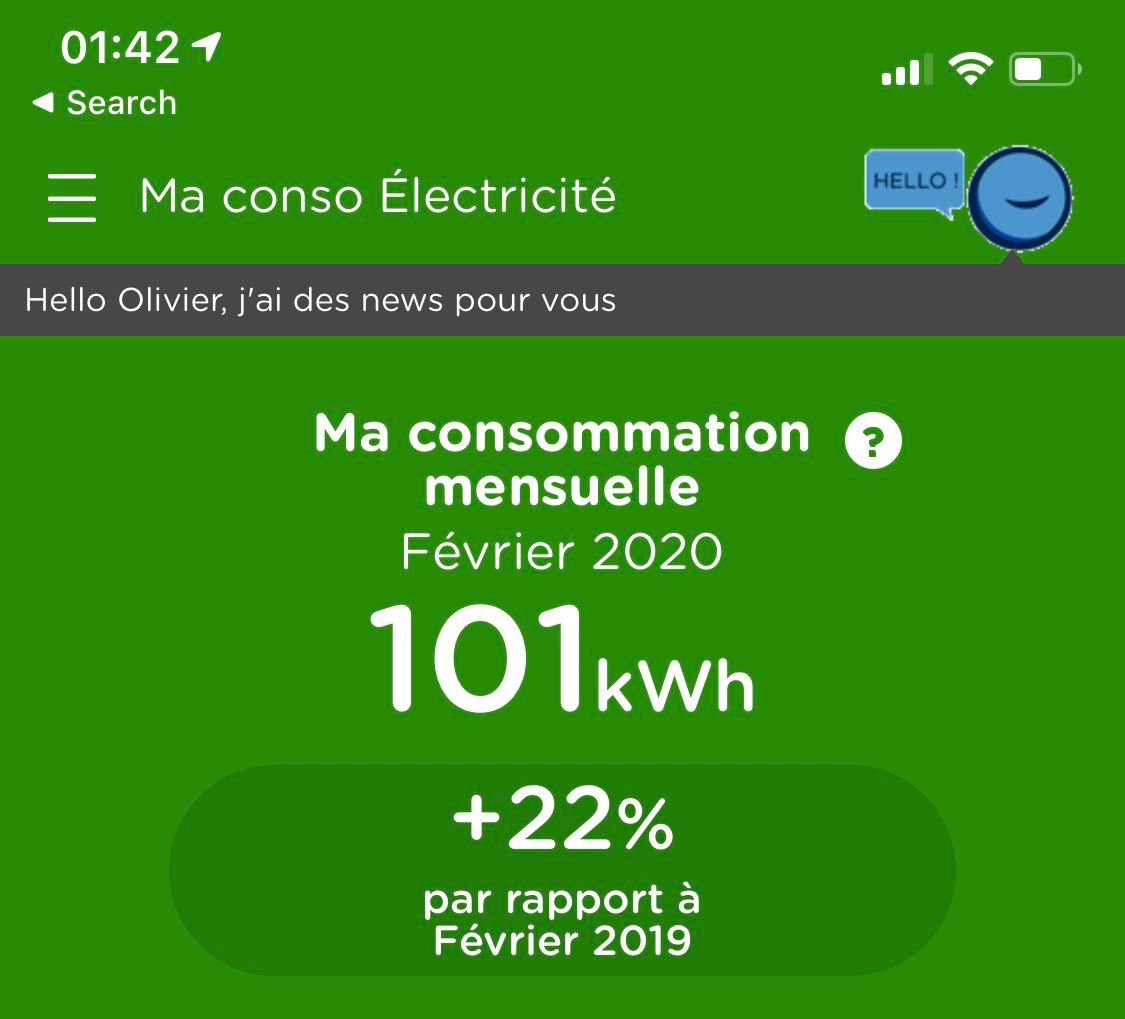 01:42
◀ Search
Ma conso Électricité
HELLO !
Hello Olivier, j'ai des news pour vous
Ma consommation
mensuelle
?
Février 2020
101kWh
+22%
par rapport à
Février 2019